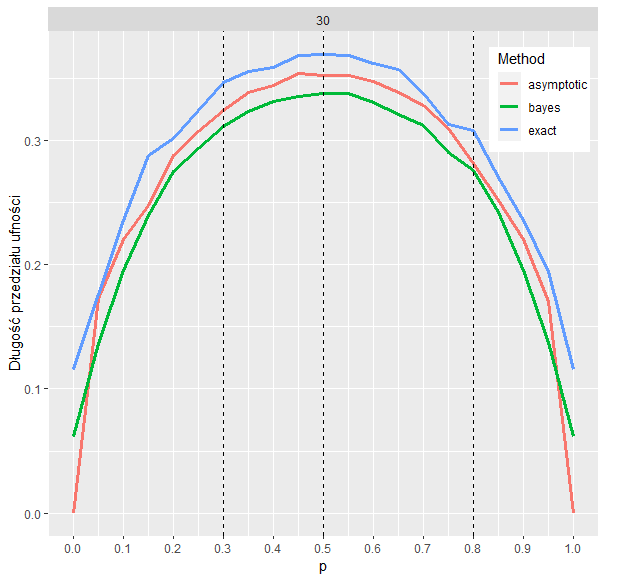 30
Method
asymptotic
bayes
exact
Długość przedziału ufności
0.3
0.2
0.1
0.0
0.0 0.1 0.2 0.3 0.4 0.5 0.6 0.7 0.8 0.9 1.0
p